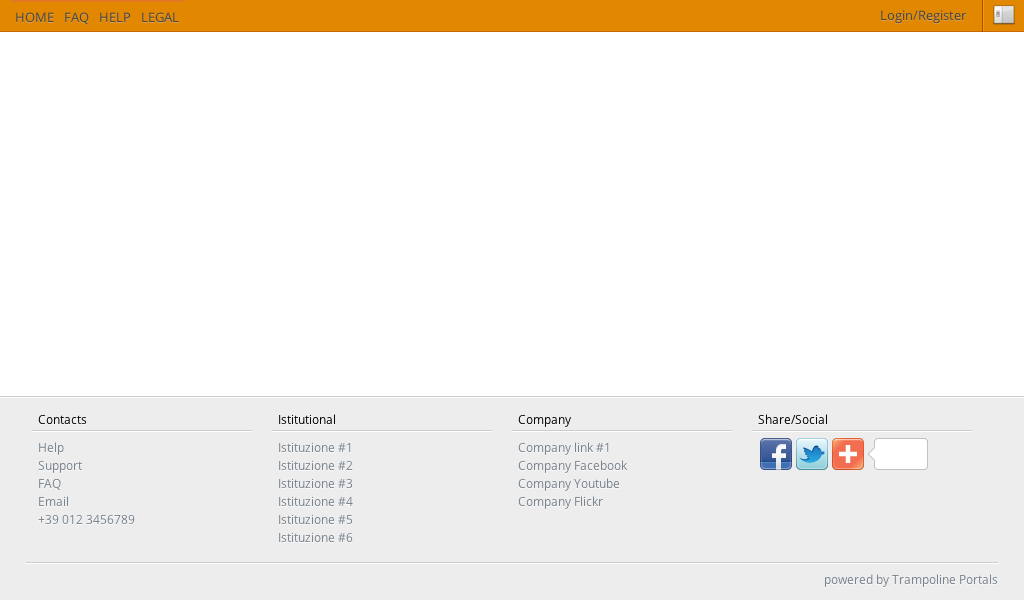 HOME FAQ HELP LEGAL Login/Register
Contacts
Help
Support
FAQ
Email
+39 012 3456789
Istitutional
Istituzione #1
Istituzione #2
Istituzione #3
Istituzione #4
Istituzione #5
Istituzione #6
Company
Company link #1
Company Facebook
Company Youtube
Company Flickr
Share/Social
powered by Trampoline Portals